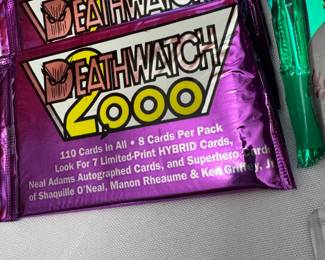 DEATHWATCH
DEATHWATCH
2000
110 Cards In All • 8 Cards Per Pack
Look For 7 Limited-Print HYBRID Cards,
Neal Adams Autographed Cards, and Superhero Cards
of Shaquille O'Neal, Manon Rheaume & Ken Griffey, Jr.